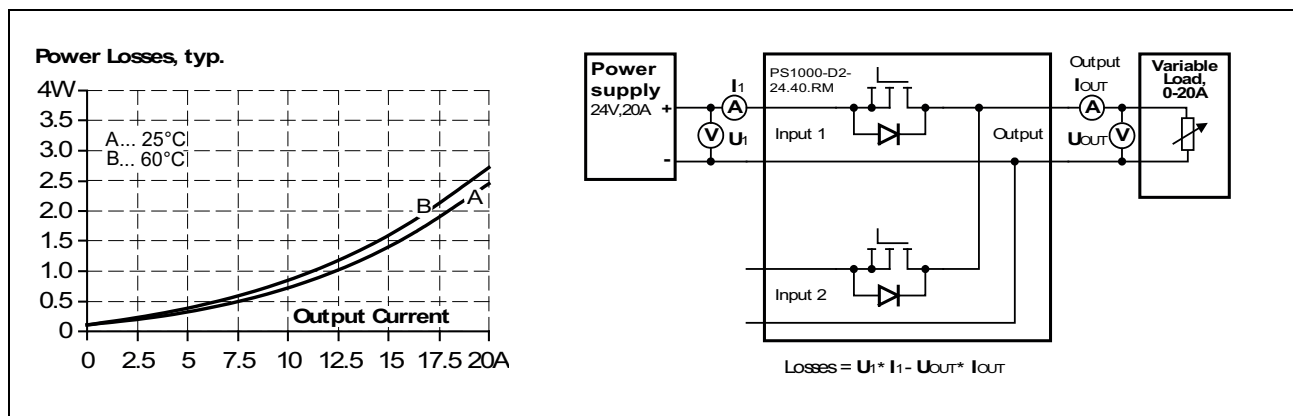 Power Losses, typ.
4W
3.5
3.0
2.5
2.0
1.5
1.0
0.5
0
A... 25°C
B... 60°C
B
A
Output Current
0 2.5 5 7.5 10 12.5 15 17.5 20A
Power
supply
24V,20A
+
-
I1
A
V
U1
PS1000-D2-
24.40.RM
Input 1
Output
Input 2
Output
IOUT
A
UOUT
V
Variable
Load,
0-20A
Losses = U1* I1 - UOUT* IOUT